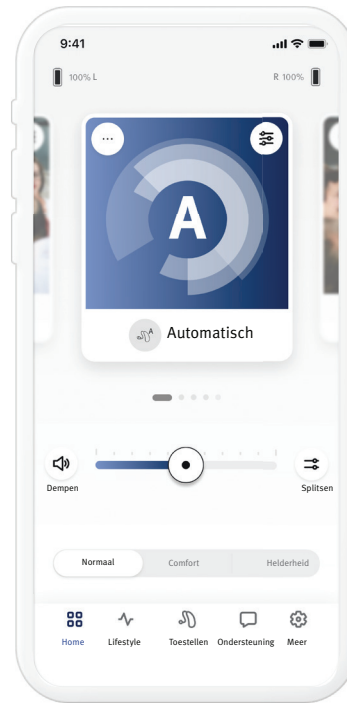 9:41
100% L
R 100%
A
A
Automatisch
Dempen
Splitsen
Normaal
Comfort
Helderheid
Home
Lifestyle
Toestellen
Ondersteuning
Meer